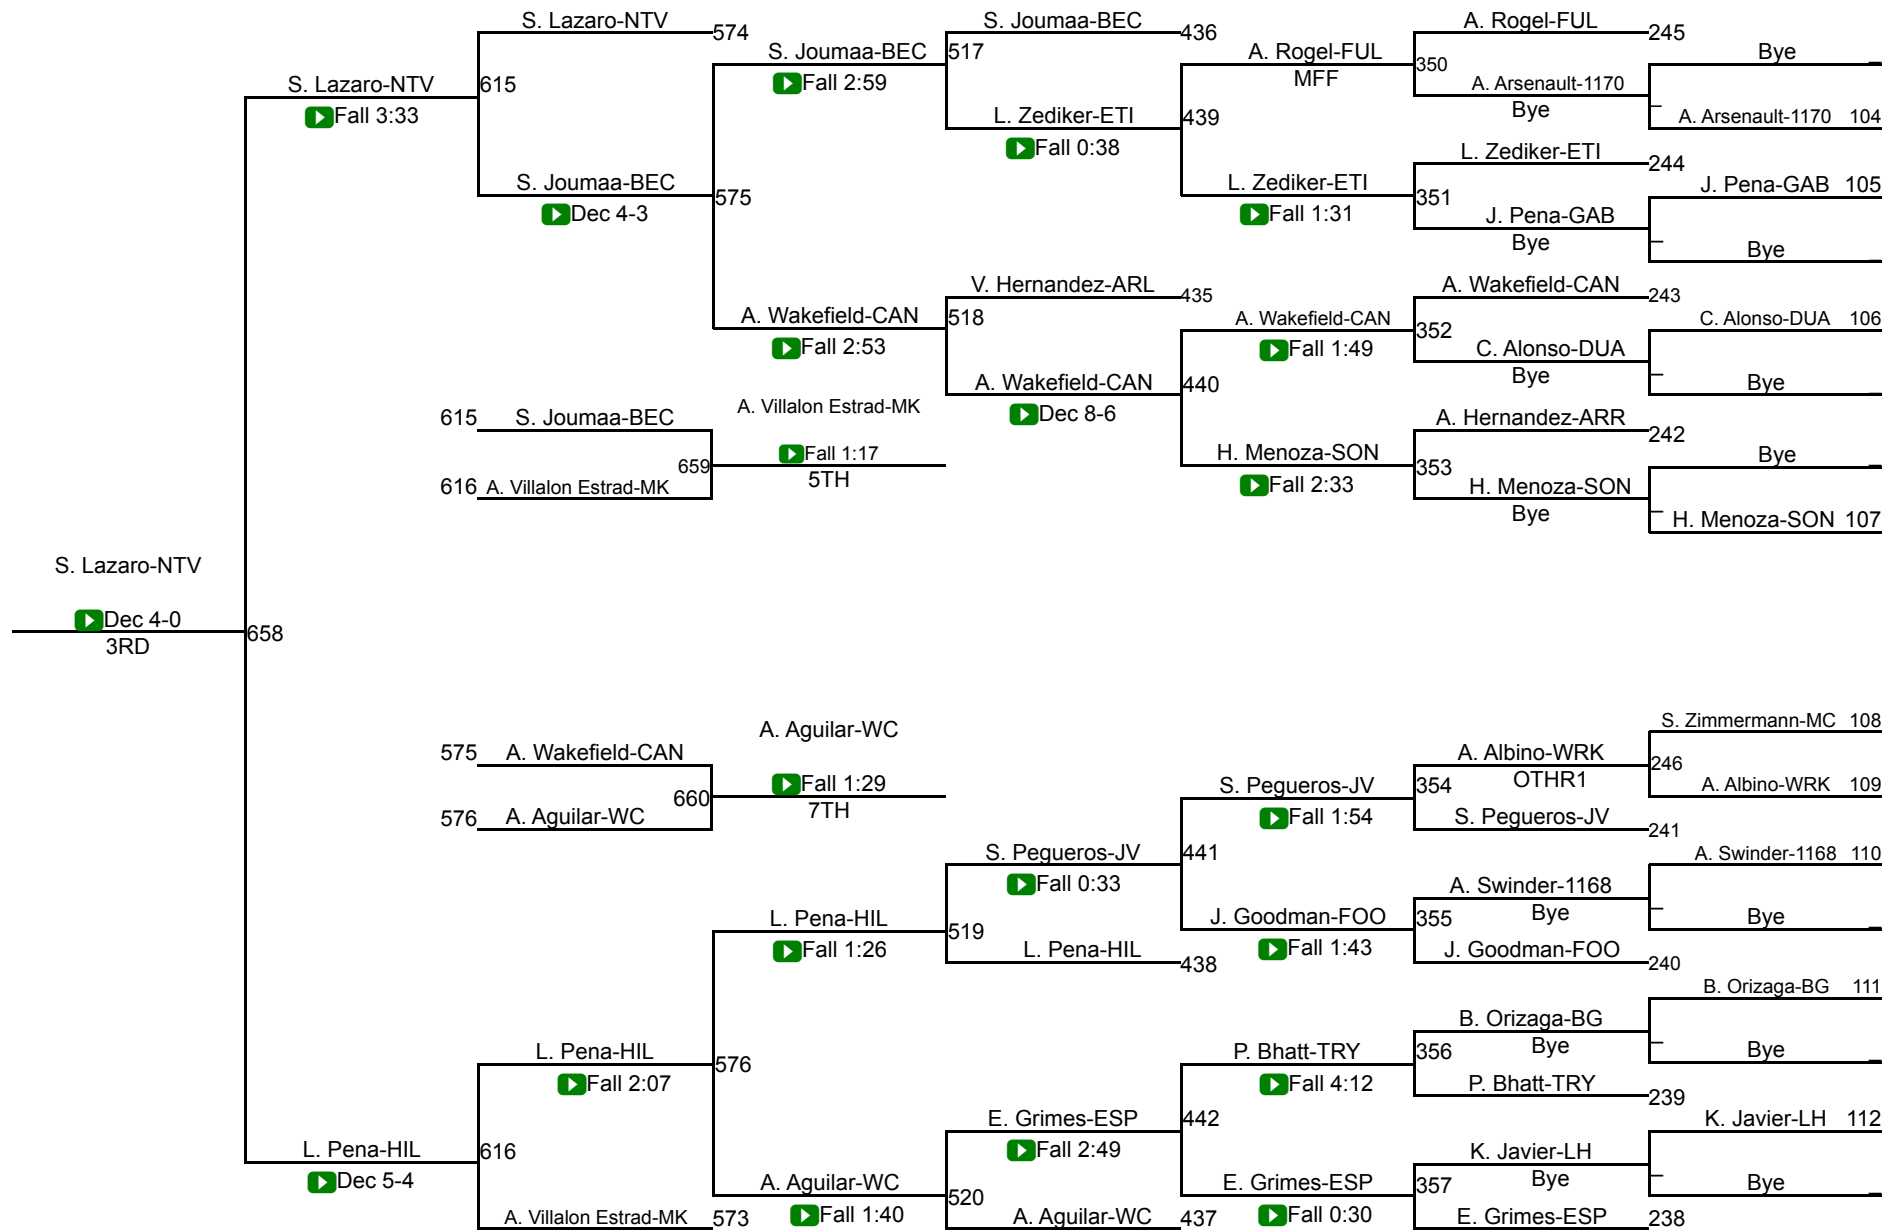 S. Lazaro-NTV
574
S. Joumaa-BEC
436
A. Rogel-FUL
245
S. Joumaa-BEC
517
A. Rogel-FUL
350
Bye
S. Lazaro-NTV
615
Fall 2:59
MFF
A. Arsenault-1170
Fall 3:33
L. Zediker-ETI
439
Bye
A. Arsenault-1170 104
Fall 0:38
L. Zediker-ETI
244
S. Joumaa-BEC
575
L. Zediker-ETI
351
J. Pena-GAB 105
Dec 4-3
Fall 1:31
J. Pena-GAB
Bye
Bye
V. Hernandez-ARL
435
A. Wakefield-CAN
243
A. Wakefield-CAN
518
A. Wakefield-CAN
352
C. Alonso-DUA 106
Fall 2:53
Fall 1:49
C. Alonso-DUA
A. Wakefield-CAN
440
Bye
Bye
615
S. Joumaa-BEC
A. Villalon Estrad-MK
Dec 8-6
A. Hernandez-ARR
242
659
Fall 1:17
H. Menoza-SON
353
Bye
5TH
616 A. Villalon Estrad-MK
Fall 2:33
H. Menoza-SON
Bye
H. Menoza-SON 107
S. Lazaro-NTV
Dec 4-0
658
3RD
575
A. Wakefield-CAN
A. Aguilar-WC
S. Zimmermann-MC 108
A. Albino-WRK
246
660
Fall 1:29
S. Pegueros-JV
354
OTHR1
A. Albino-WRK 109
576
A. Aguilar-WC
7TH
Fall 1:54
S. Pegueros-JV
241
S. Pegueros-JV
441
A. Swinder-1168 110
Fall 0:33
A. Swinder-1168
L. Pena-HIL
519
J. Goodman-FOO
355
Bye
Bye
Fall 1:26
L. Pena-HIL
438
Fall 1:43
J. Goodman-FOO
240
B. Orizaga-BG 111
B. Orizaga-BG
L. Pena-HIL
576
P. Bhatt-TRY
356
Bye
Bye
Fall 2:07
Fall 4:12
P. Bhatt-TRY
239
E. Grimes-ESP
442
K. Javier-LH 112
L. Pena-HIL
616
Fall 2:49
K. Javier-LH
Dec 5-4
A. Aguilar-WC
520
E. Grimes-ESP
357
Bye
Bye
A. Villalon Estrad-MK
573
Fall 1:40
A. Aguilar-WC
437
Fall 0:30
E. Grimes-ESP
238